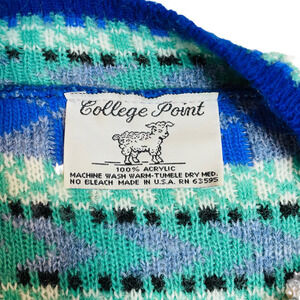 College Point
100% ACRYLIC
MACHINE WASH WARM-TUMBLE DRY MED.
NO BLEACH MADE IN U.S.A. RN 63595